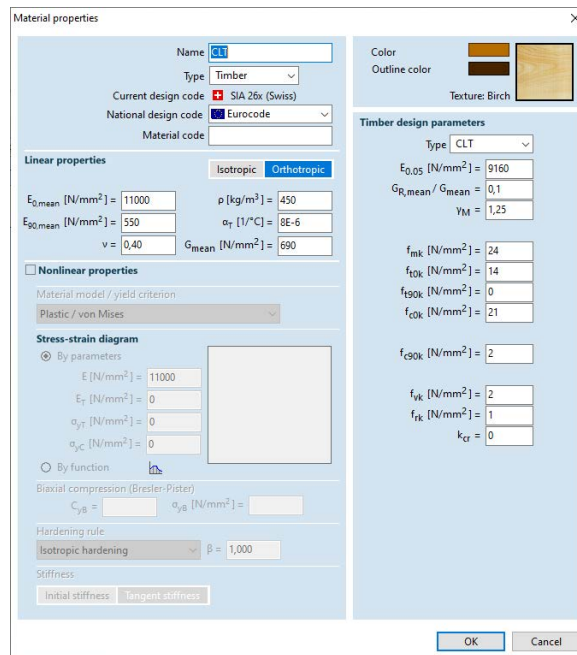 Material properties
Name CLT
Type Timber
Current design code SIA 26x (Swiss)
National design code Eurocode
Material code
Linear properties
Isotropic Orthotropic
E0,mean [N/mm²] = 11000 ρ [kg/m³] = 450
E90,mean [N/mm²] = 550 αT [1/°C] = 8E-6
ν = 0,40 Gmean [N/mm²] = 690
Nonlinear properties
Material model / yield criterion
Plastic / von Mises
Stress-strain diagram
By parameters
E [N/mm²] = 11000
ET [N/mm²] = 0
σyT [N/mm²] = 0
σyC [N/mm²] = 0
By function
Biaxial compression (Bresler-Pister)
CyB = σyB [N/mm²] =
Hardening rule
Isotropic hardening β = 1,000
Stiffness
Initial stiffness Tangent stiffness
Color
Outline color
Texture: Birch
Timber design parameters
Type CLT
E0.05 [N/mm²] = 9160
GR,mean / Gmean = 0,1
γM = 1,25
fmk [N/mm²] = 24
ft0k [N/mm²] = 14
ft90k [N/mm²] = 0
fc0k [N/mm²] = 21
fc90k [N/mm²] = 2
fvk [N/mm²] = 2
frk [N/mm²] = 1
kcr = 0
OK Cancel